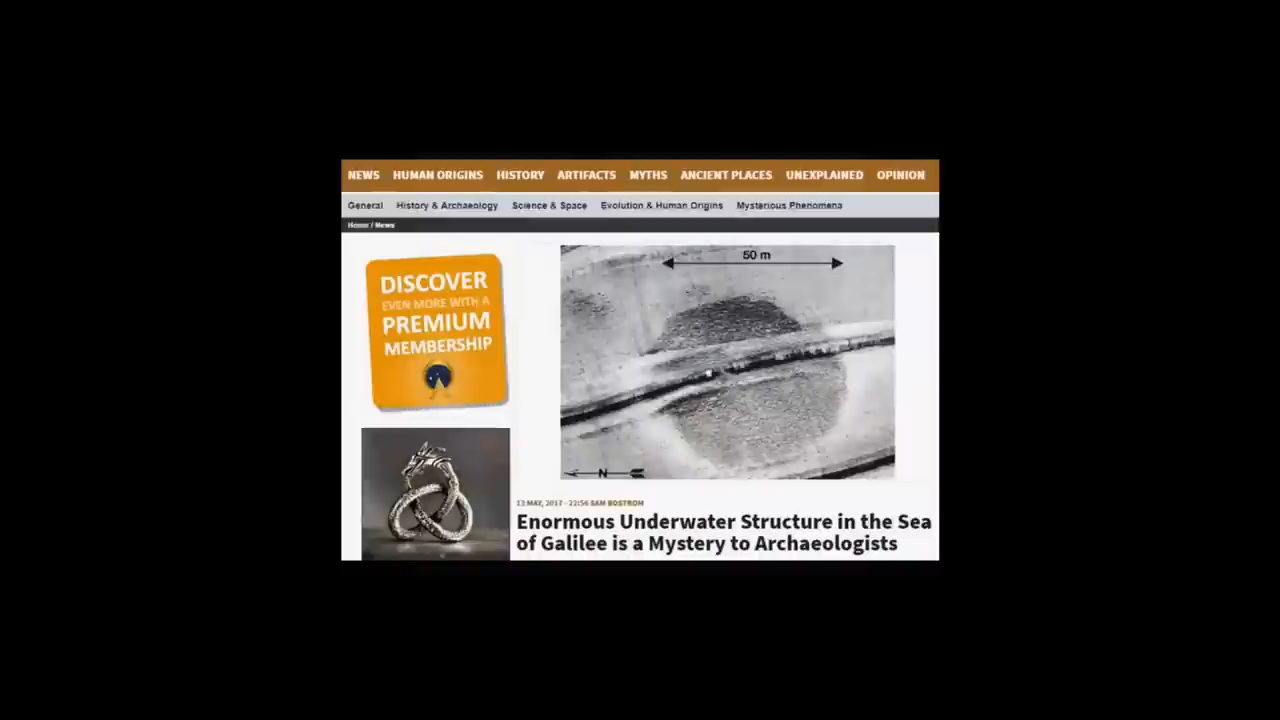 NEWS HUMAN ORIGINS HISTORY ARTIFACTS MYTHS ANCIENT PLACES UNEXPLAINED OPINION
General History & Archaeology Science & Space Evolution & Human Origins Mysterious Phenomena
Home / News
DISCOVER
EVEN MORE WITH A
PREMIUM
MEMBERSHIP
50 m
N
13 MAY, 2017 - 22:56 SAM BOSTROM
Enormous Underwater Structure in the Sea
of Galilee is a Mystery to Archaeologists